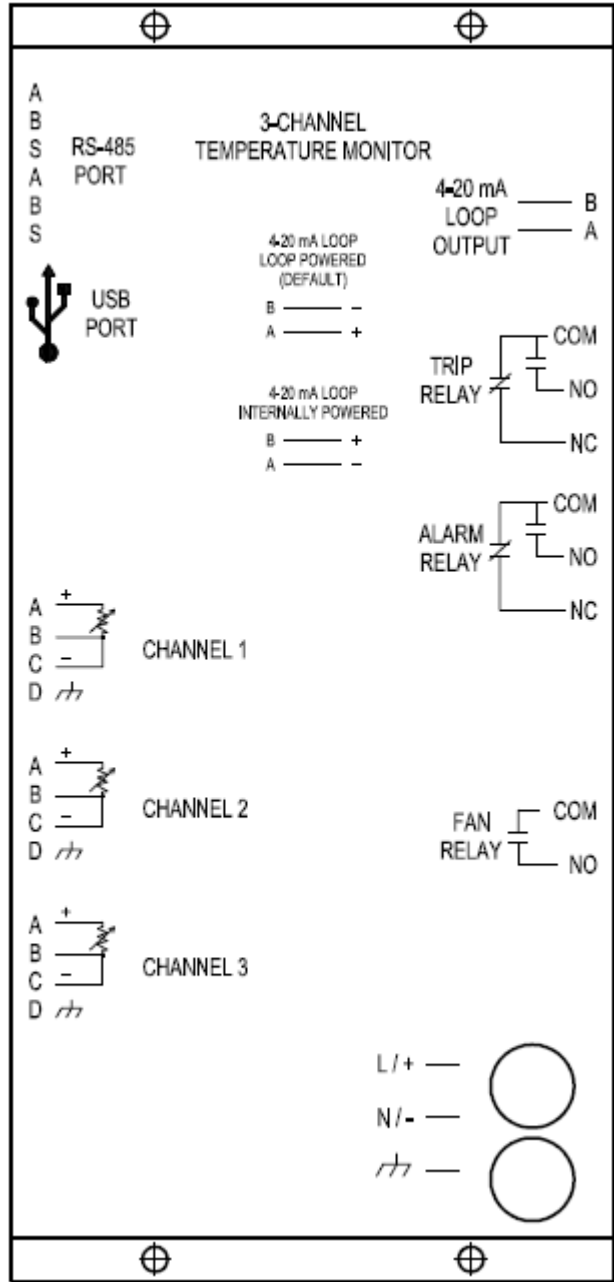 A
B
S
A
B
S
RS-485
PORT
3-CHANNEL
TEMPERATURE MONITOR
4-20 mA
LOOP
OUTPUT
B
A
USB
PORT
4-20 mA LOOP
LOOP POWERED
(DEFAULT)
B -
A +
4-20 mA LOOP
INTERNALLY POWERED
B +
A -
TRIP
RELAY
COM
NO
NC
ALARM
RELAY
COM
NO
NC
A +
B
C -
D
CHANNEL 1
A +
B
C -
D
CHANNEL 2
FAN
RELAY
COM
NO
A +
B
C -
D
CHANNEL 3
L / +
N / -